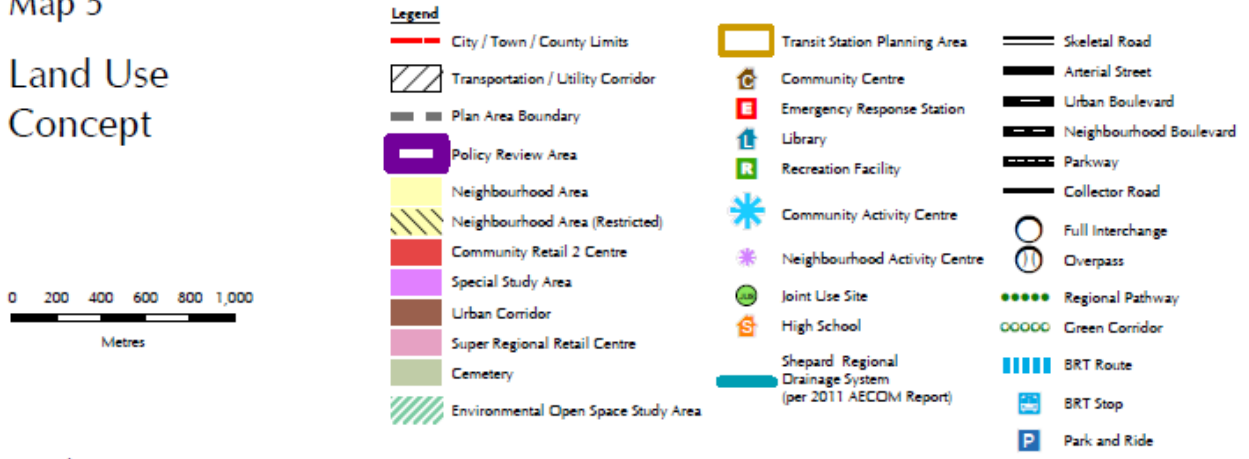 Map 5
Land Use
Concept
0 200 400 600 800 1,000
Metres
Legend
City / Town / County Limits
Transportation / Utility Corridor
Plan Area Boundary
Policy Review Area
Neighbourhood Area
Neighbourhood Area (Restricted)
Community Retail 2 Centre
Special Study Area
Urban Corridor
Super Regional Retail Centre
Cemetery
Environmental Open Space Study Area
Transit Station Planning Area
C Community Centre
E Emergency Response Station
L Library
R Recreation Facility
Community Activity Centre
Neighbourhood Activity Centre
JUS Joint Use Site
S High School
Shepard Regional
Drainage System
(per 2011 AECOM Report)
Skeletal Road
Arterial Street
Urban Boulevard
Neighbourhood Boulevard
Parkway
Collector Road
Full Interchange
Overpass
Regional Pathway
Green Corridor
BRT Route
BRT Stop
P Park and Ride